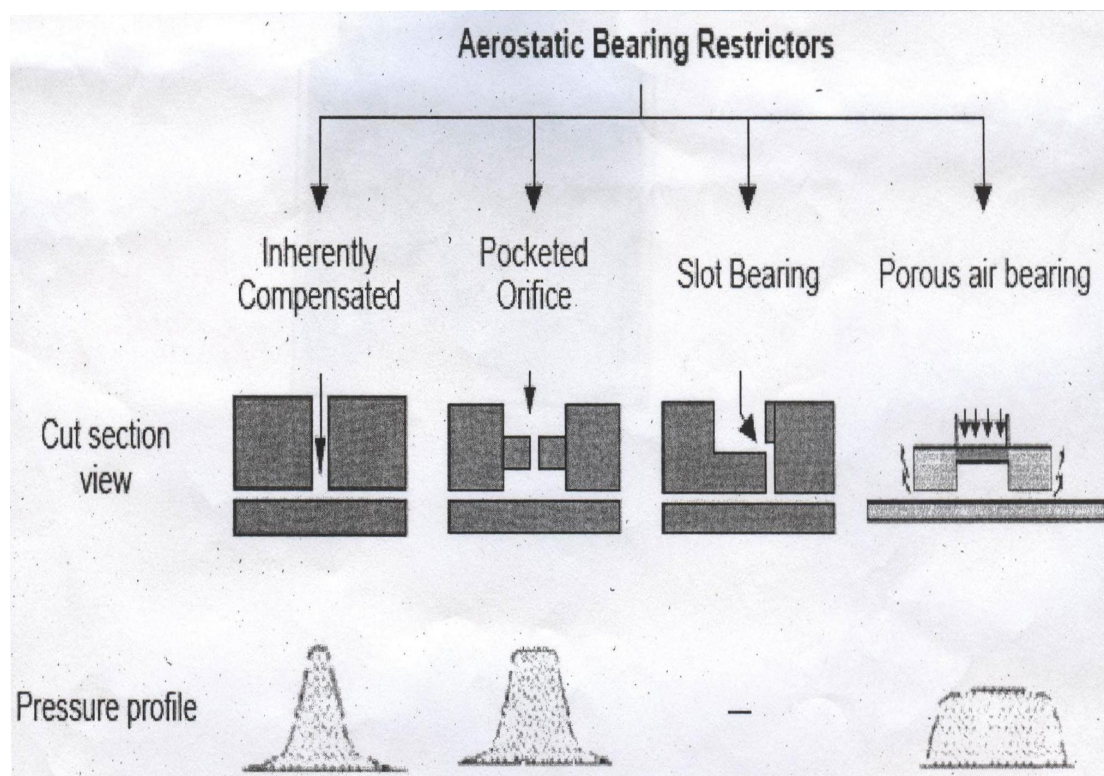 Aerostatic Bearing Restrictors
Inherently
Compensated
Pocketed
Orifice
Slot Bearing
Porous air bearing
Cut section
view
Pressure profile
–